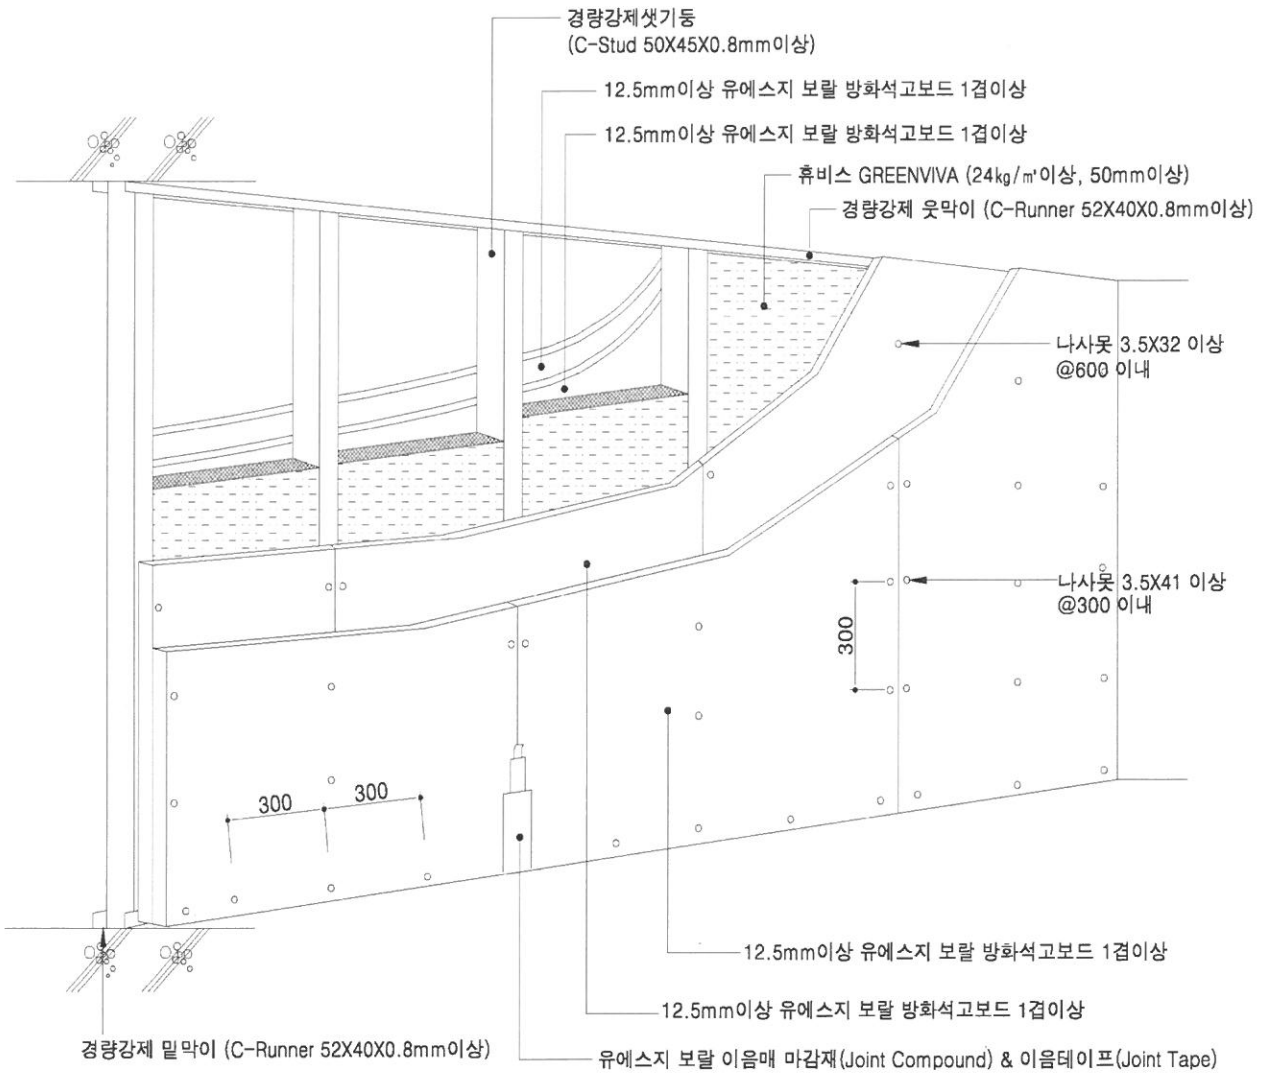 경량강제샛기둥
(C-Stud 50X45X0.8mm이상)
12.5mm이상 유에스지 보랄 방화석고보드 1겹이상
12.5mm이상 유에스지 보랄 방화석고보드 1겹이상
휴비스 GREENVIVA (24kg/㎥이상, 50mm이상)
경량강제 웃막이 (C-Runner 52X40X0.8mm이상)
나사못 3.5X32 이상
@600 이내
나사못 3.5X41 이상
@300 이내
300
300
300
12.5mm이상 유에스지 보랄 방화석고보드 1겹이상
12.5mm이상 유에스지 보랄 방화석고보드 1겹이상
경량강제 밑막이 (C-Runner 52X40X0.8mm이상)
유에스지 보랄 이음매 마감재(Joint Compound) & 이음테이프(Joint Tape)